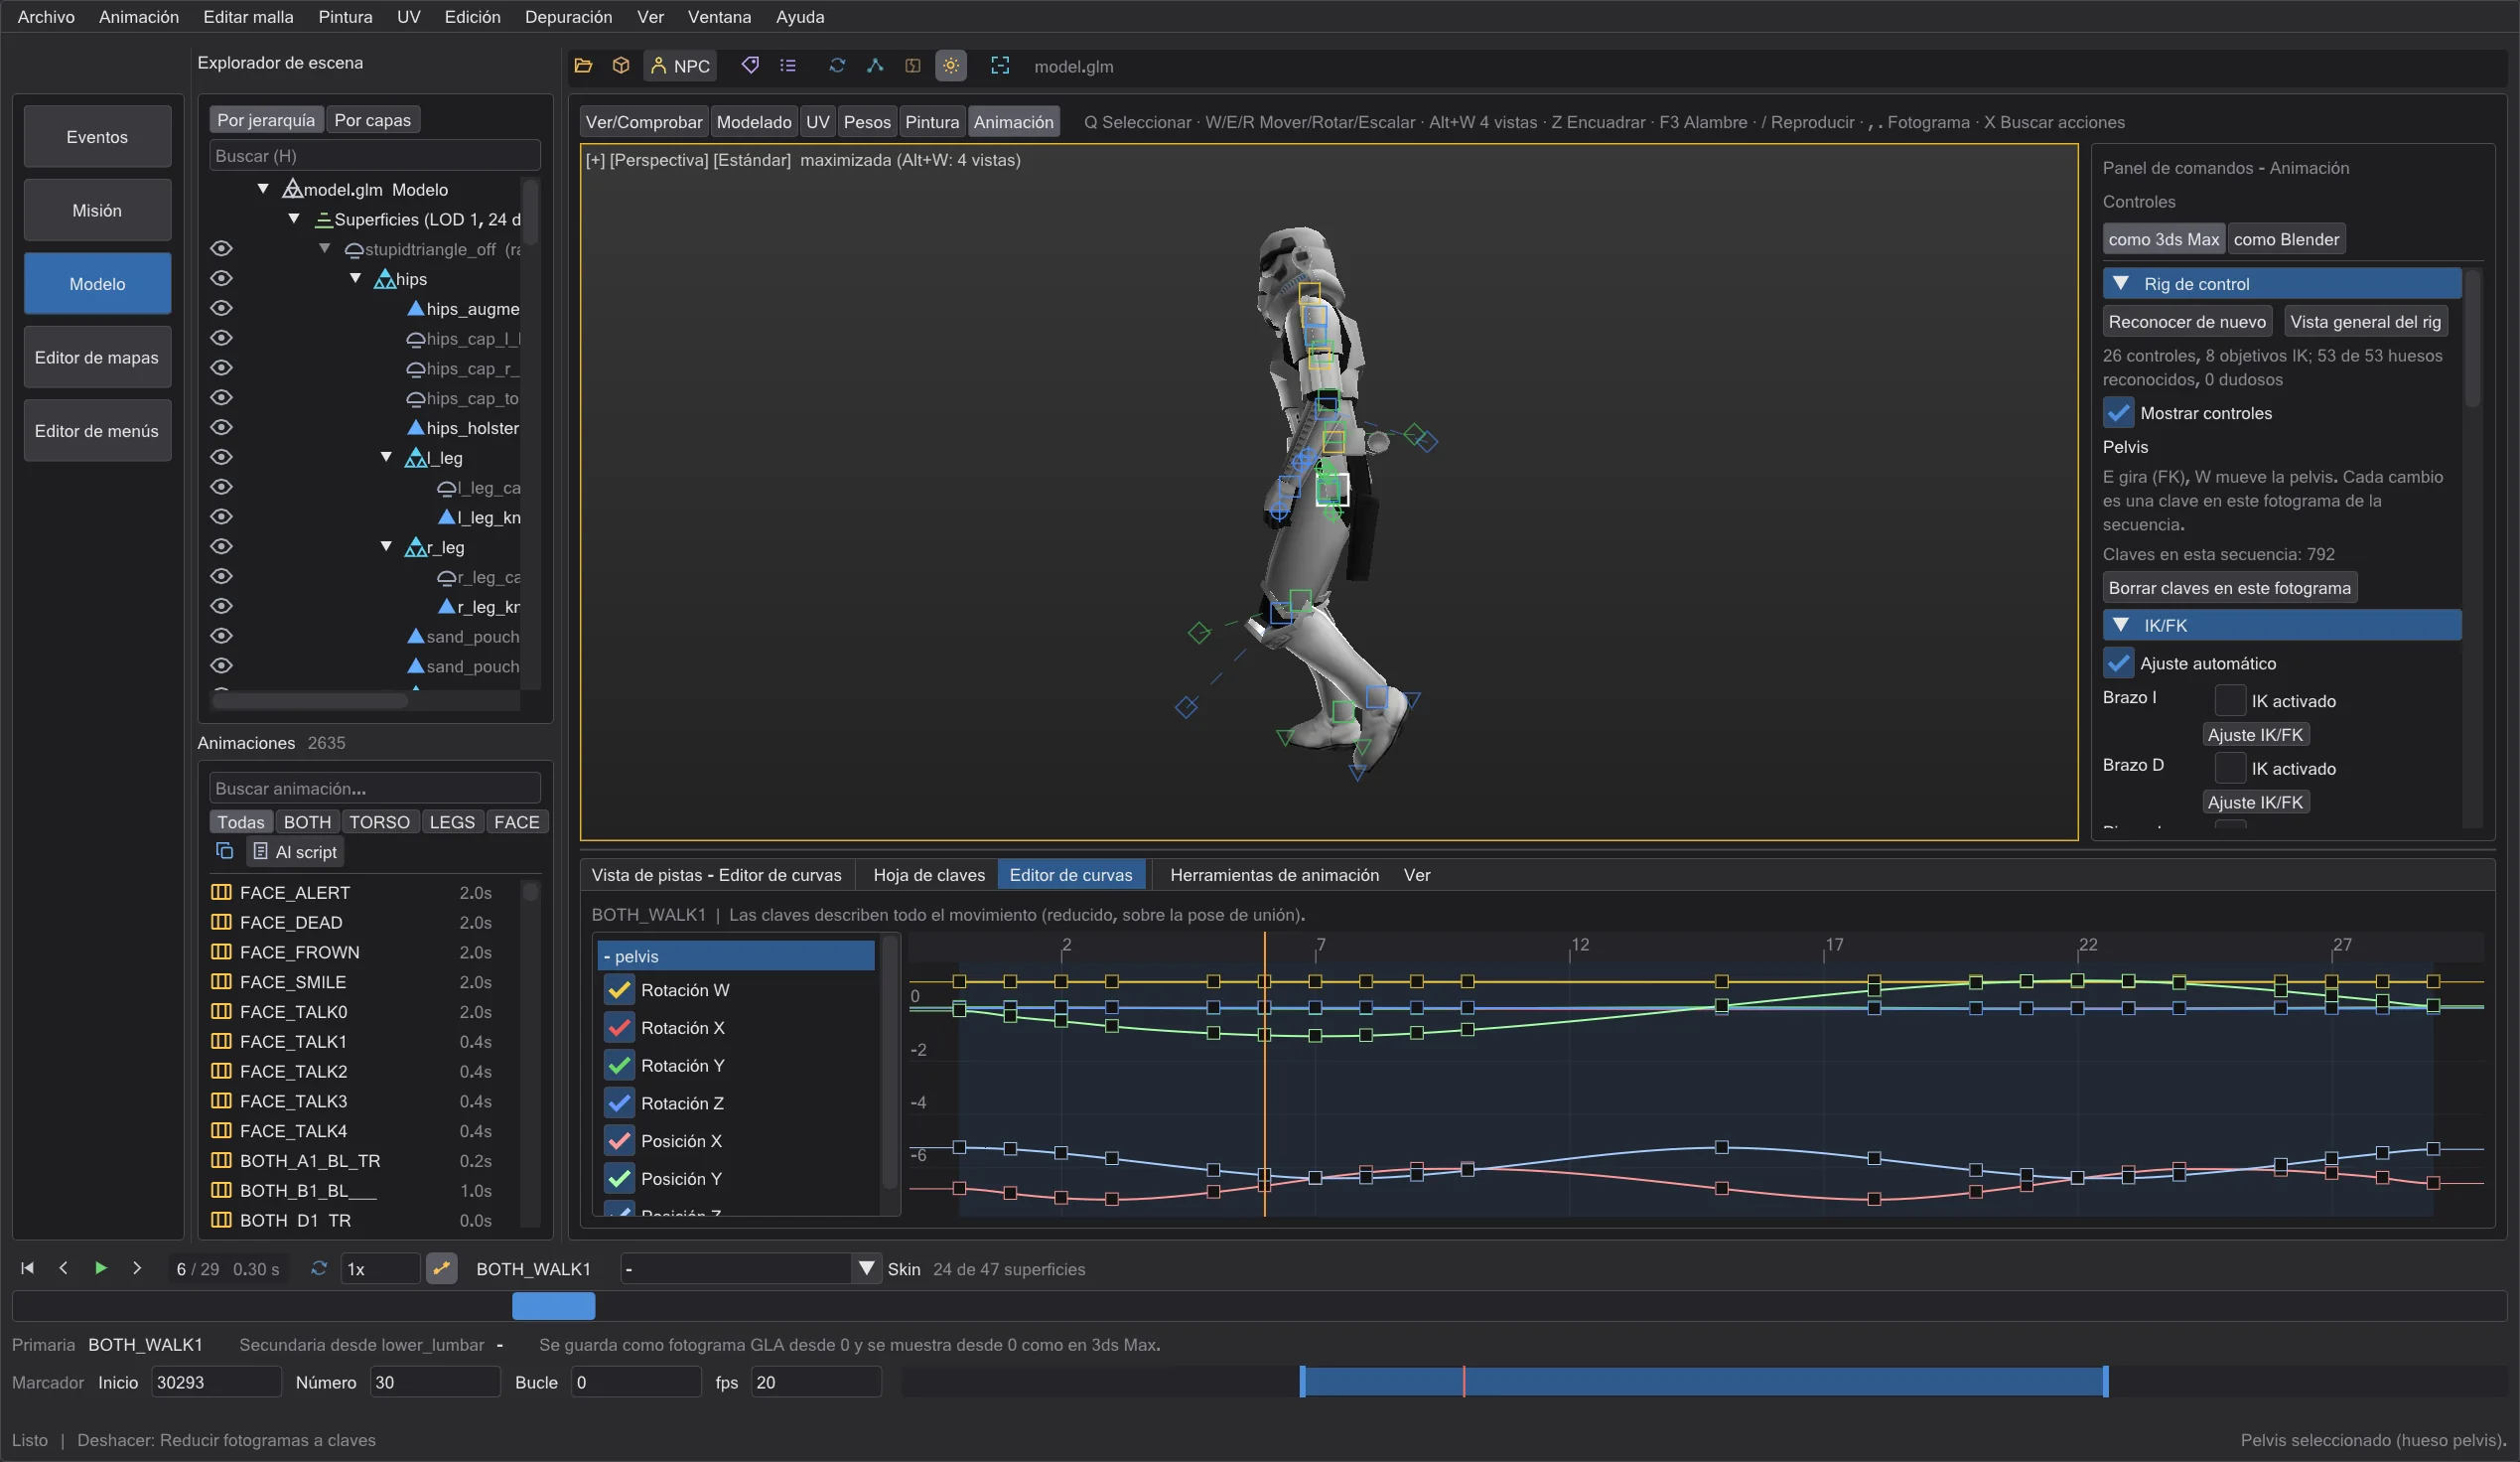 Archivo Animación Editar malla Pintura UV Edición Depuración Ver Ventana Ayuda
Explorador de escena
NPC model.glm
Eventos
Misión
Modelo
Editor de mapas
Editor de menús
Por jerarquía Por capas
Buscar (H)
model.glm Modelo
Superficies (LOD 1, 24 d
stupidtriangle_off (ra
hips
hips_augme
hips_cap_l_l
hips_cap_r_
hips_cap_to
hips_holster
l_leg
l_leg_ca
l_leg_kn
r_leg
r_leg_ca
r_leg_kr
sand_pouch
sand_pouch
Animaciones 2635
Buscar animación...
Todas BOTH TORSO LEGS FACE
Al script
FACE_ALERT 2.0s
FACE_DEAD 2.0s
FACE_FROWN 2.0s
FACE_SMILE 2.0s
FACE_TALK0 2.0s
FACE_TALK1 0.4s
FACE_TALK2 0.4s
FACE_TALK3 0.4s
FACE_TALK4 0.4s
BOTH_A1_BL_TR 0.2s
BOTH_B1_BL___ 1.0s
BOTH_D1_TR 0.0s
Ver/Comprobar Modelado UV Pesos Pintura Animación Q Seleccionar · W/E/R Mover/Rotar/Escalar · Alt+W 4 vistas · Z Encuadrar · F3 Alambre · / Reproducir · , . Fotograma · X Buscar acciones
[+] [Perspectiva] [Estándar] maximizada (Alt+W: 4 vistas)
Panel de comandos - Animación
Controles
como 3ds Max como Blender
Rig de control
Reconocer de nuevo Vista general del rig
26 controles, 8 objetivos IK; 53 de 53 huesos
reconocidos, 0 dudosos
Mostrar controles
Pelvis
E gira (FK), W mueve la pelvis. Cada cambio
es una clave en este fotograma de la
secuencia.
Claves en esta secuencia: 792
Borrar claves en este fotograma
IK/FK
Ajuste automático
Brazo I IK activado
Ajuste IK/FK
Brazo D IK activado
Ajuste IK/FK
Vista de pistas - Editor de curvas Hoja de claves Editor de curvas Herramientas de animación Ver
BOTH_WALK1 | Las claves describen todo el movimiento (reducido, sobre la pose de unión).
- pelvis
Rotación W
Rotación X
Rotación Y
Rotación Z
Posición X
Posición Y
Posición Z
2 7 12 17 22 27
0
-2
-4
-6
6 / 29 0.30 s 1x BOTH_WALK1 - Skin 24 de 47 superficies
Primaria BOTH_WALK1 Secundaria desde lower_lumbar - Se guarda como fotograma GLA desde 0 y se muestra desde 0 como en 3ds Max.
Marcador Inicio 30293 Número 30 Bucle 0 fps 20
Listo | Deshacer: Reducir fotogramas a claves
Pelvis seleccionado (hueso pelvis).